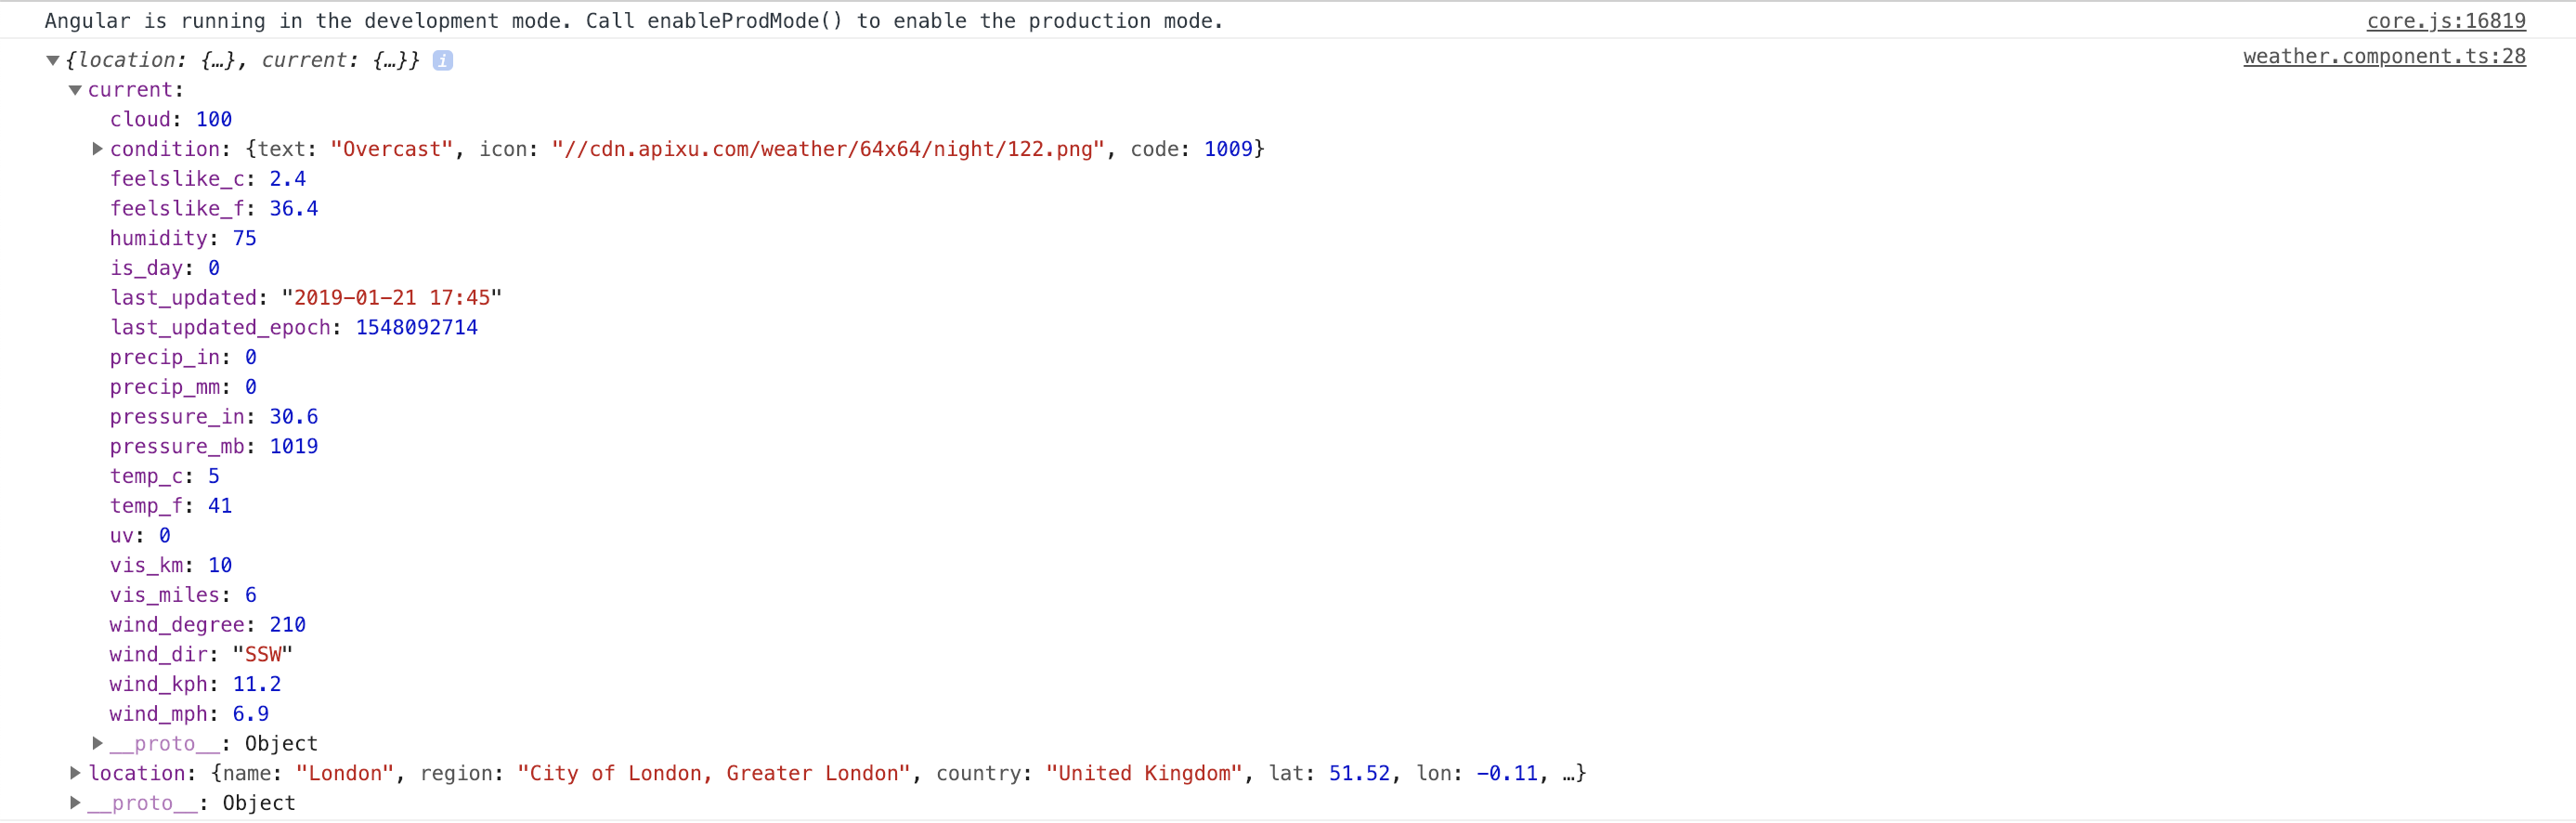 Angular is running in the development mode. Call enableProdMode() to enable the production mode. core.js:16819
{location: {…}, current: {…}} i weather.component.ts:28
current:
cloud: 100
condition: {text: "Overcast", icon: "//cdn.apixu.com/weather/64x64/night/122.png", code: 1009}
feelslike_c: 2.4
feelslike_f: 36.4
humidity: 75
is_day: 0
last_updated: "2019-01-21 17:45"
last_updated_epoch: 1548092714
precip_in: 0
precip_mm: 0
pressure_in: 30.6
pressure_mb: 1019
temp_c: 5
temp_f: 41
uv: 0
vis_km: 10
vis_miles: 6
wind_degree: 210
wind_dir: "SSW"
wind_kph: 11.2
wind_mph: 6.9
__proto__: Object
location: {name: "London", region: "City of London, Greater London", country: "United Kingdom", lat: 51.52, lon: -0.11, …}
__proto__: Object